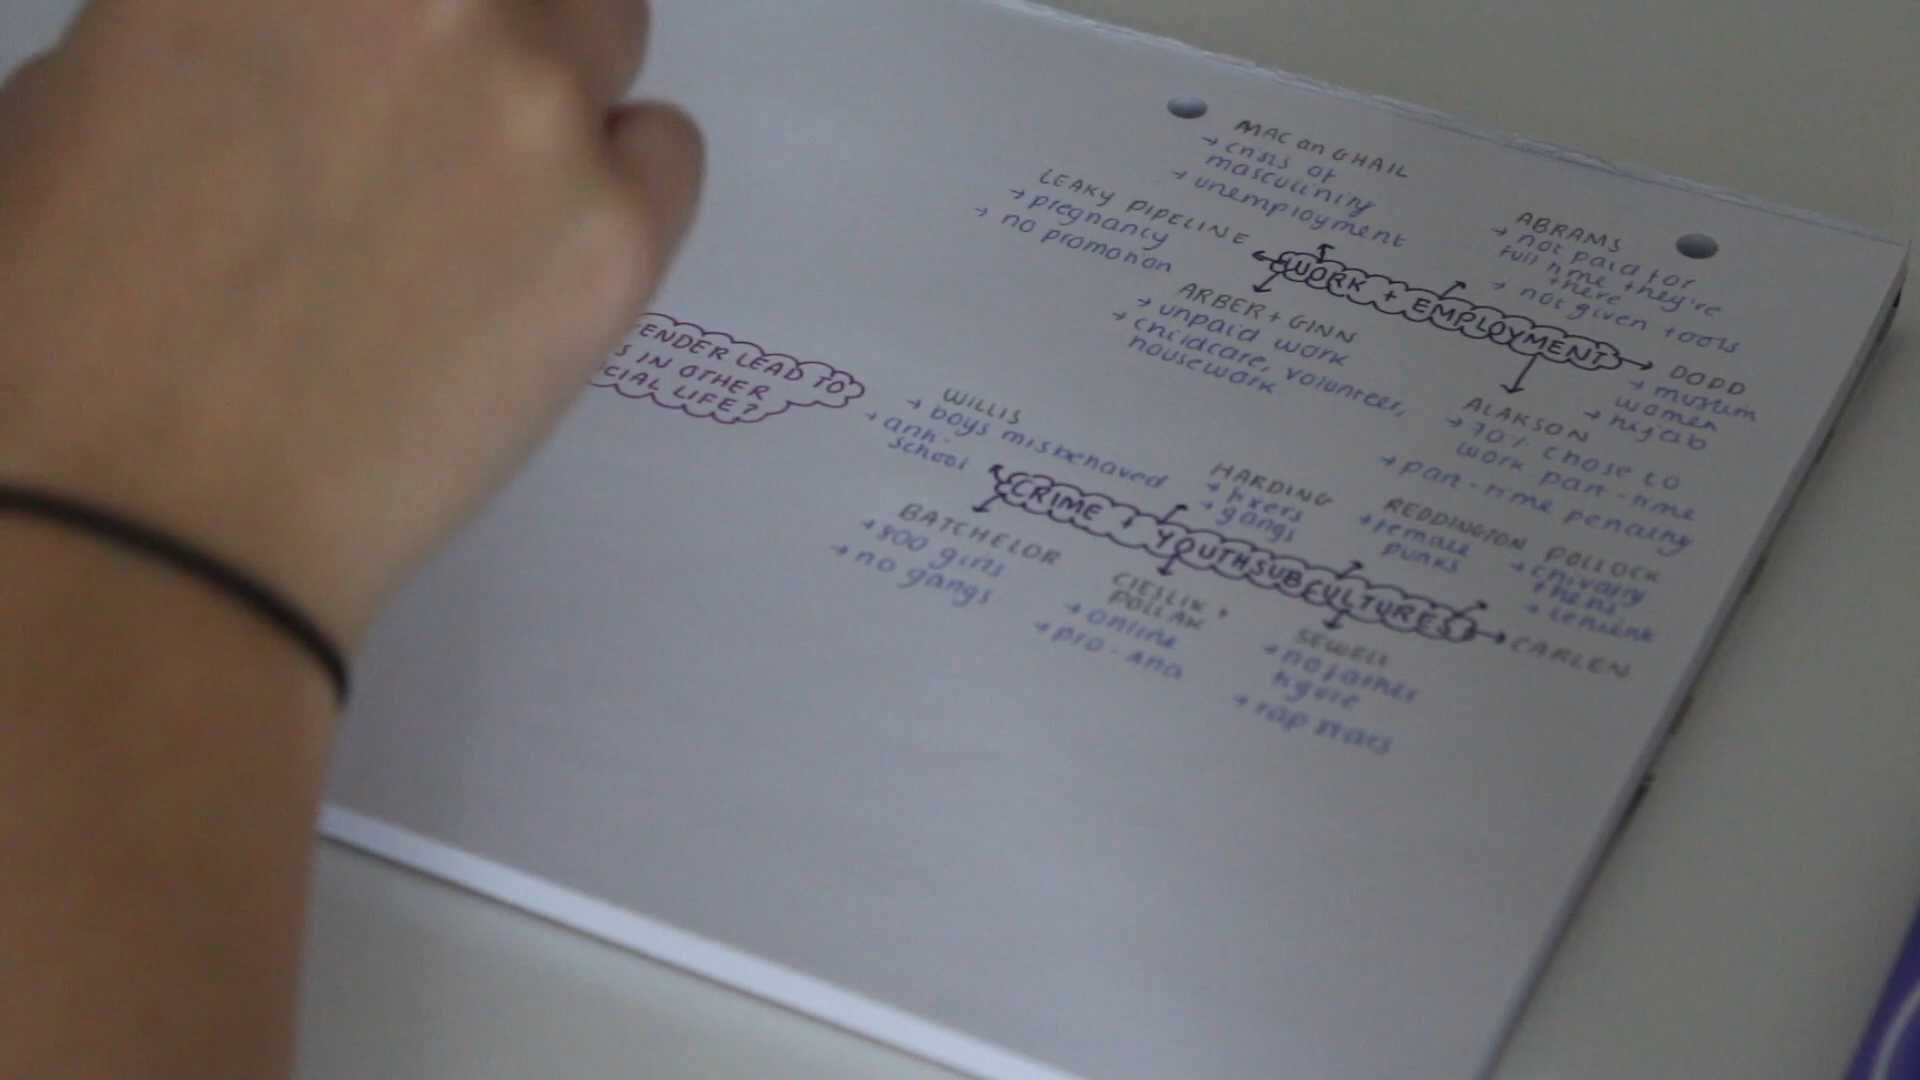 MAC an GHAIL
→ crisis of
masculinity
→ unemployment
LEAKY PIPELINE
→ pregnancy
→ no promotion
ABRAMS
→ not paid for
full time they're
there
→ not given tools
WORK + EMPLOYMENT
ARBER + GINN
→ unpaid work
→ childcare, volunteer,
housework
DODD
→ muslim
women
→ hijab
ALAKSON
→ 70% chose to
work part-time
→ part-time penalty
ENDER LEAD TO
S IN OTHER
CIAL LIFE?
WILLIS
→ boys misbehaved
→ anti-
school
HARDING
→
→ gangs
REDDINGTON
→ female
punks
POLLOCK
→ chivalry
→ lenient
CRIME + YOUTH SUBCULTURES
BATCHELOR
→ 800 girls
→ no gangs
CIESLIK +
POLLAK
→ online
→ pro-ana
SEWELL
→ no father
figure
→ rap stars
CARLEN